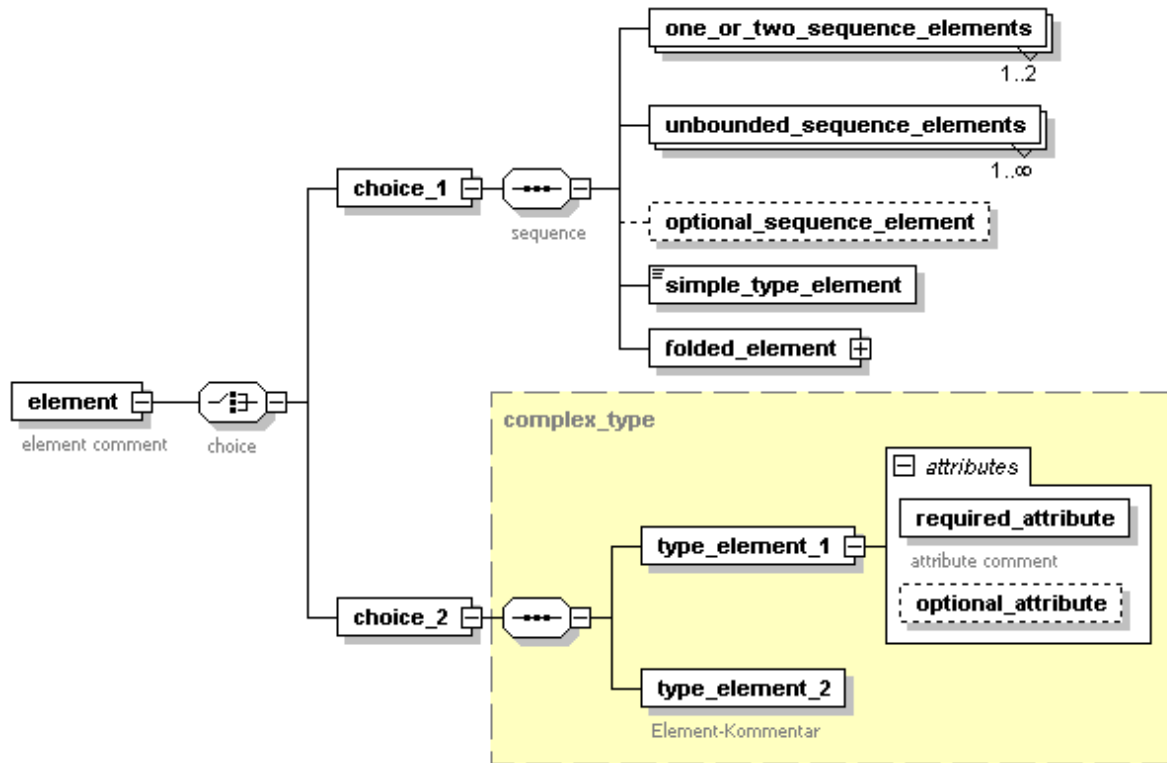 one_or_two_sequence_elements
1..2
unbounded_sequence_elements
1..∞
choice_1
sequence
optional_sequence_element
simple_type_element
folded_element
element
element comment
choice
complex_type
attributes
required_attribute
attribute comment
optional_attribute
type_element_1
choice_2
type_element_2
Element-Kommentar